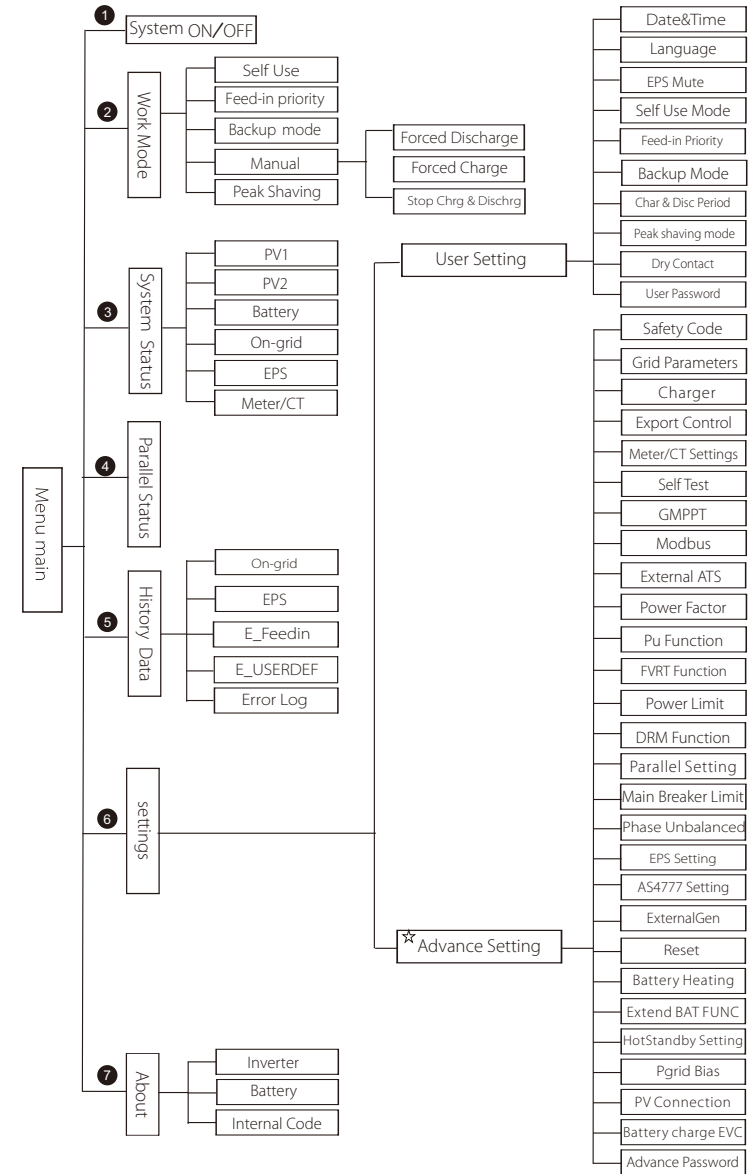 Menu main
1
System ON/OFF
2
Work Mode
Self Use
Feed-in priority
Backup mode
Manual
Peak Shaving
Forced Discharge
Forced Charge
Stop Chrg & Dischrg
3
System Status
PV1
PV2
Battery
On-grid
EPS
Meter/CT
4
Parallel Status
5
History Data
On-grid
EPS
E_Feedin
E_USERDEF
Error Log
6
settings
User Setting
Date&Time
Language
EPS Mute
Self Use Mode
Feed-in Priority
Backup Mode
Char & Disc Period
Peak shaving mode
Dry Contact
User Password
☆Advance Setting
Safety Code
Grid Parameters
Charger
Export Control
Meter/CT Settings
Self Test
GMPPT
Modbus
External ATS
Power Factor
Pu Function
FVRT Function
Power Limit
DRM Function
Parallel Setting
Main Breaker Limit
Phase Unbalanced
EPS Setting
AS4777 Setting
ExternalGen
Reset
Battery Heating
Extend BAT FUNC
HotStandby Setting
Pgrid Bias
PV Connection
Battery charge EVC
Advance Password
7
About
Inverter
Battery
Internal Code